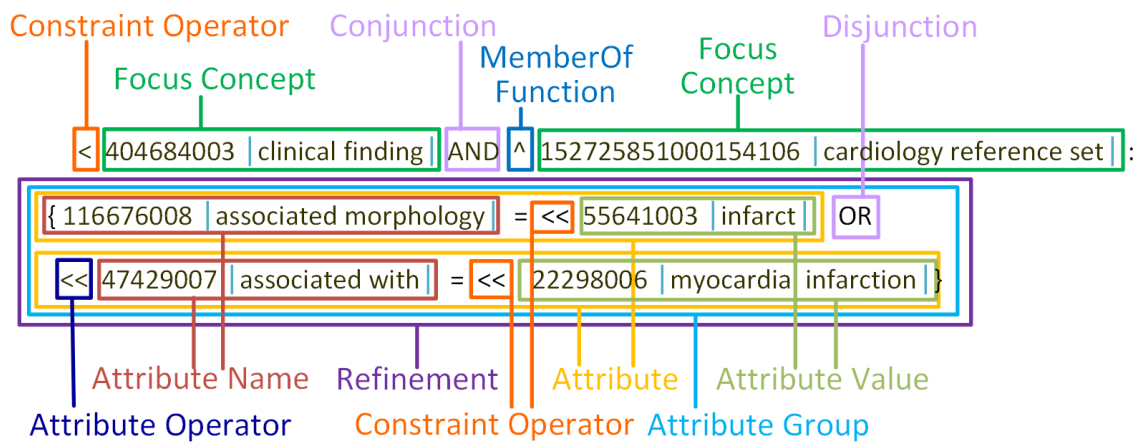 Constraint Operator Conjunction Disjunction
Focus Concept MemberOf Function Focus Concept
< 404684003 |clinical finding| AND ^ 152725851000154106 |cardiology reference set| :
{ 116676008 |associated morphology| = << 55641003 |infarct| OR
<< 47429007 |associated with| = << 22298006 |myocardia infarction| }
Attribute Name Refinement Attribute Attribute Value
Attribute Operator Constraint Operator Attribute Group